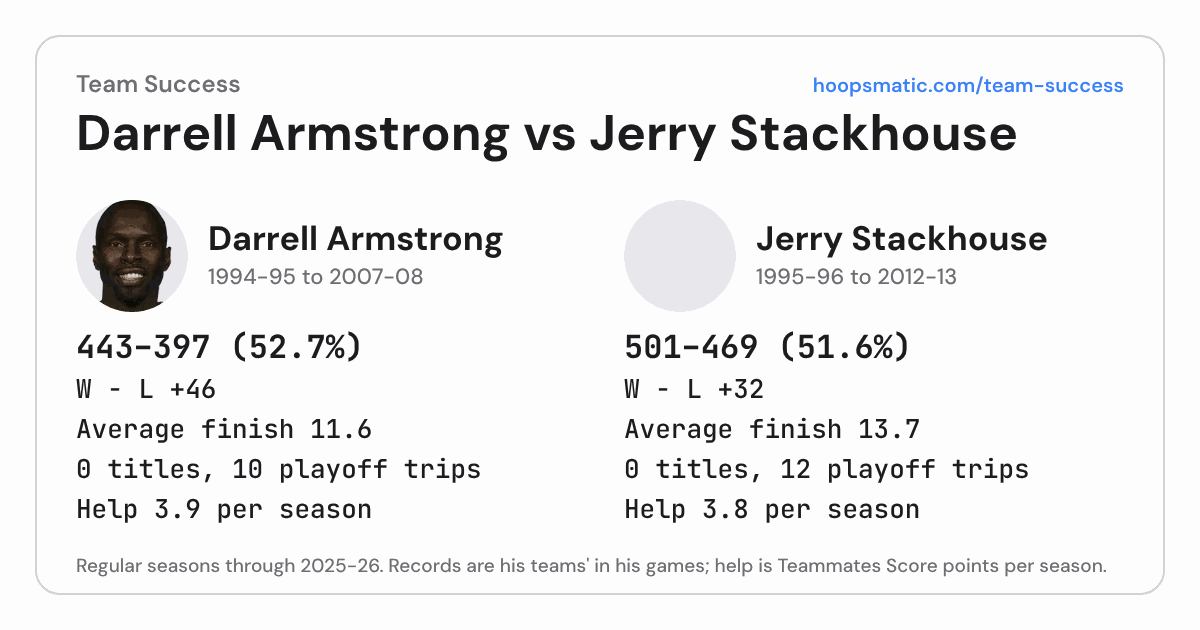 Team Success
hoopsmatic.com/team-success
Darrell Armstrong vs Jerry Stackhouse
Darrell Armstrong
1994-95 to 2007-08
443-397 (52.7%)
W - L +46
Average finish 11.6
0 titles, 10 playoff trips
Help 3.9 per season
Jerry Stackhouse
1995-96 to 2012-13
501-469 (51.6%)
W - L +32
Average finish 13.7
0 titles, 12 playoff trips
Help 3.8 per season
Regular seasons through 2025-26. Records are his teams' in his games; help is Teammates Score points per season.